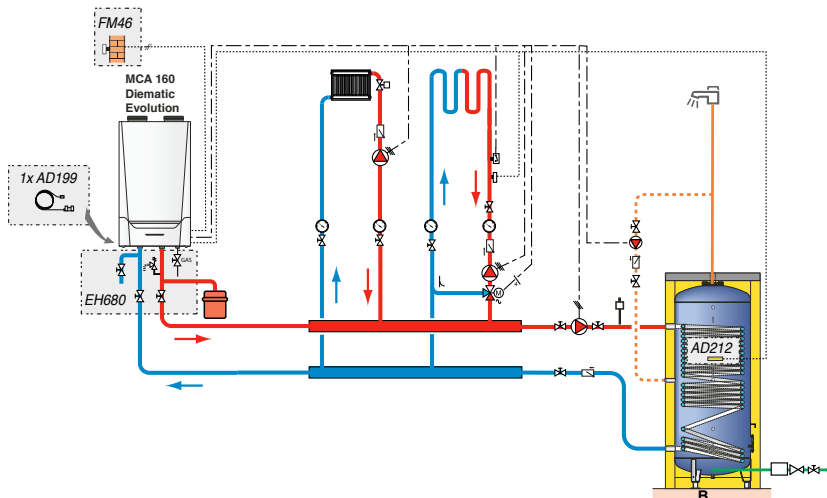 FM46
MCA 160
Diematic
Evolution
1x AD199
GAS
EH680
M
AD212
B